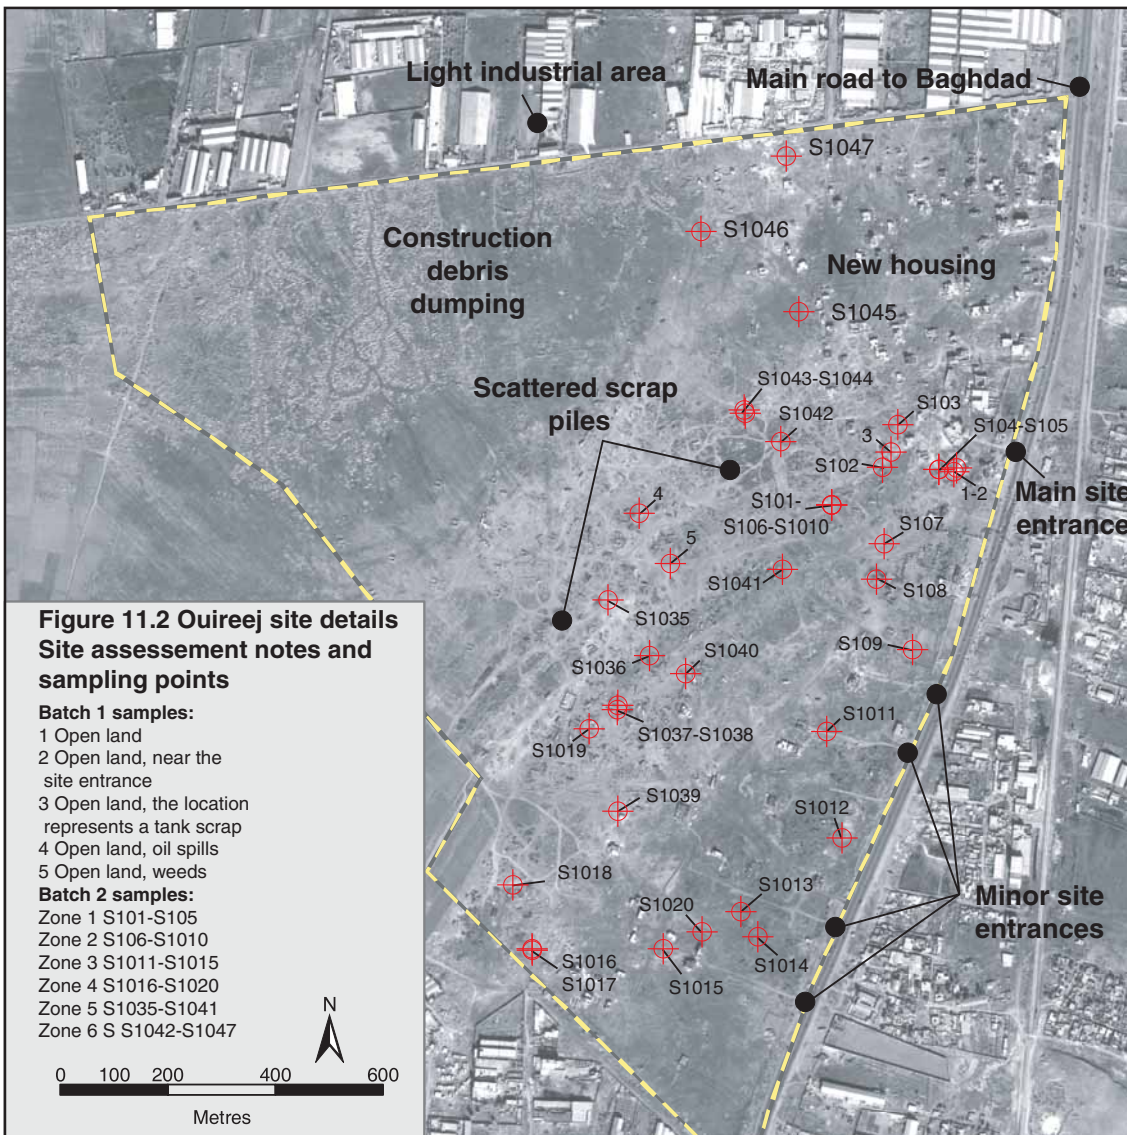 Light industrial area
Main road to Baghdad
S1047
S1046
Construction
debris
dumping
New housing
S1045
Scattered scrap
piles
S1043-S1044
S1042
S103
S104-S105
3
S102
1-2
Main site
entrance
4
S101-
S106-S1010
S107
5
S1041
S108
S1035
S109
S1036
S1040
S1011
S1019
S1037-S1038
S1039
S1012
S1018
S1013
S1020
Minor site
entrances
S1014
S1016
S1017
S1015
Figure 11.2 Ouireej site details
Site assessement notes and
sampling points
Batch 1 samples:
1 Open land
2 Open land, near the
site entrance
3 Open land, the location
represents a tank scrap
4 Open land, oil spills
5 Open land, weeds
Batch 2 samples:
Zone 1 S101-S105
Zone 2 S106-S1010
Zone 3 S1011-S1015
Zone 4 S1016-S1020
Zone 5 S1035-S1041
Zone 6 S S1042-S1047
N
0 100 200 400 600
Metres